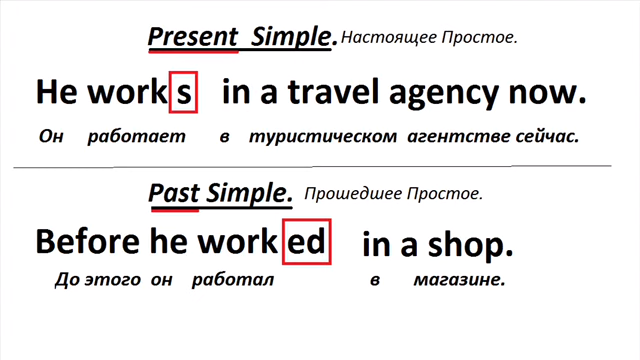 Present Simple. Настоящее Простое.
He works in a travel agency now.
Он работает в туристическом агентстве сейчас.
Past Simple. Прошедшее Простое.
Before he worked in a shop.
До этого он работал в магазине.